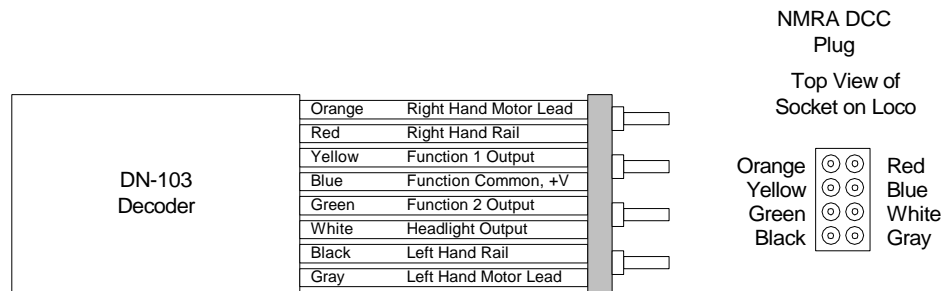 NMRA DCC
Plug
Top View of
Socket on Loco
DN-103
Decoder
Orange Right Hand Motor Lead
Red Right Hand Rail
Yellow Function 1 Output
Blue Function Common, +V
Green Function 2 Output
White Headlight Output
Black Left Hand Rail
Gray Left Hand Motor Lead
Orange Red
Yellow Blue
Green White
Black Gray